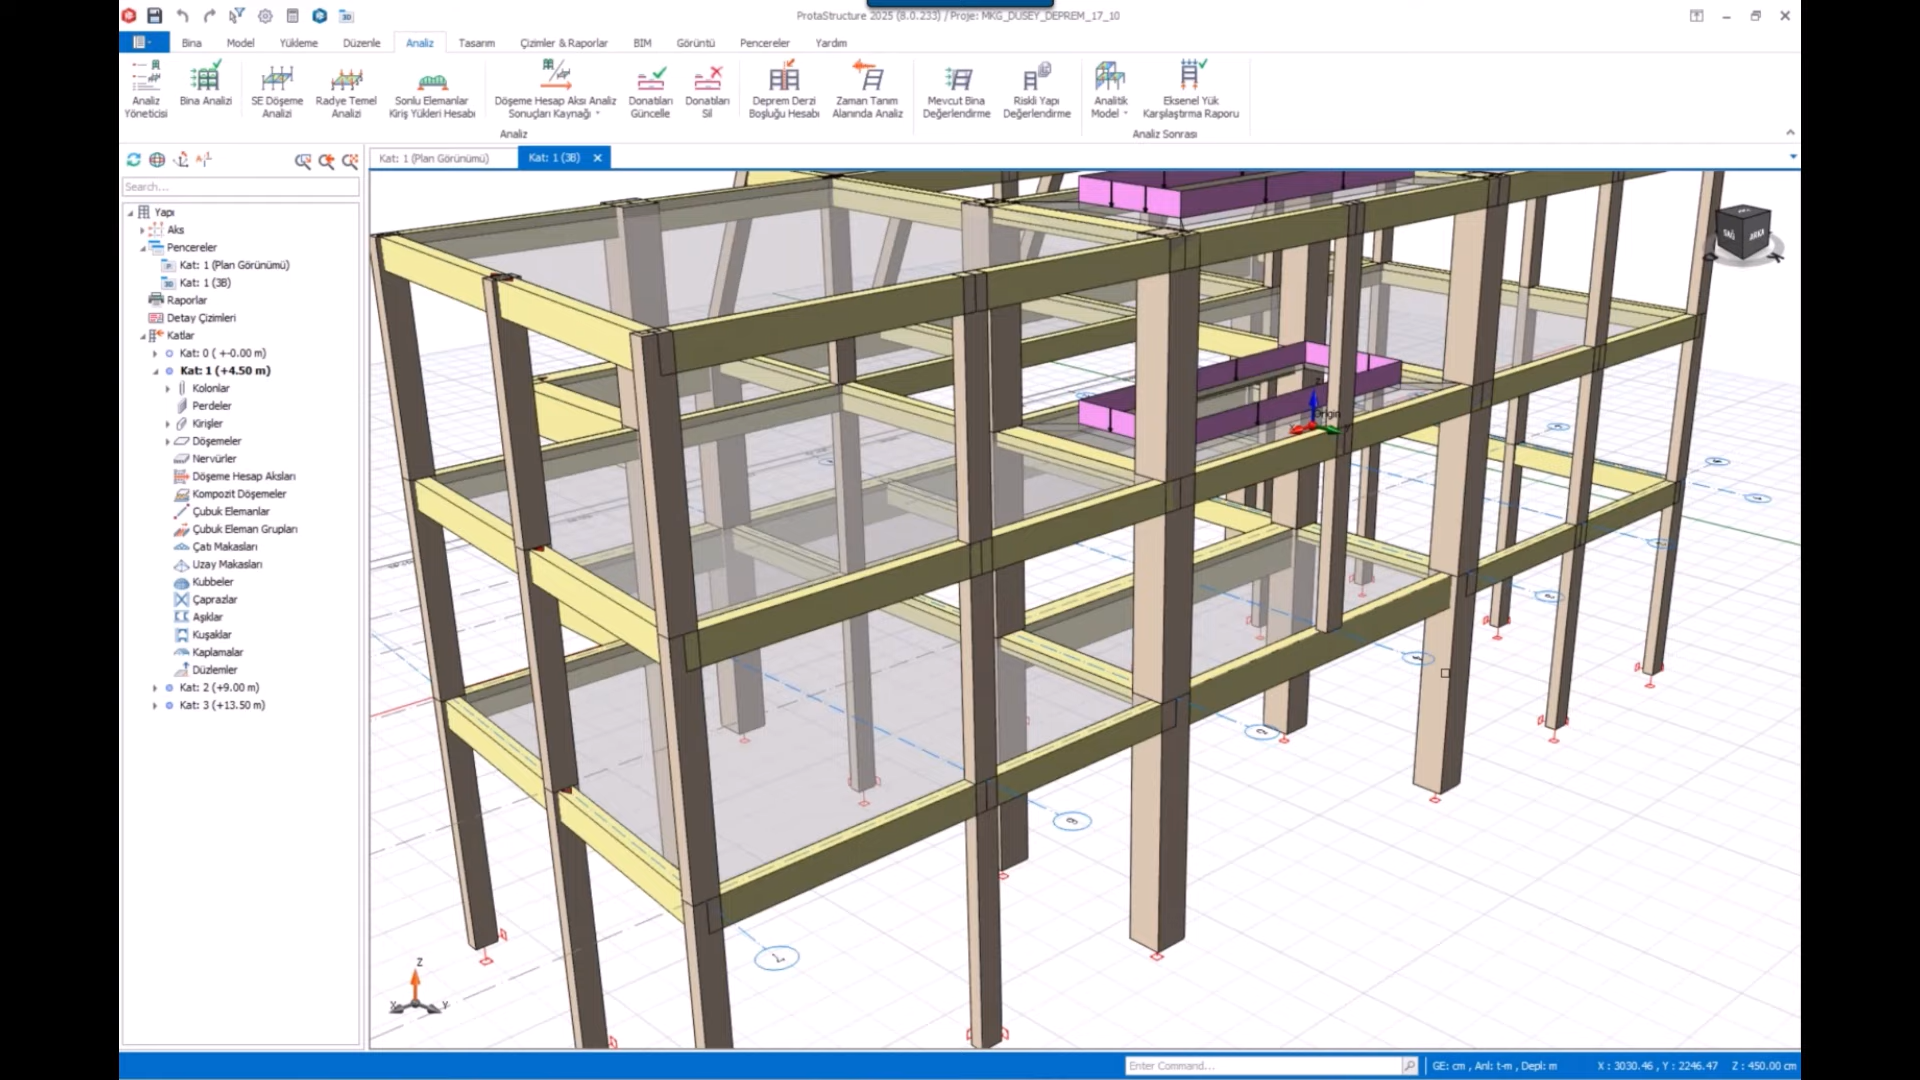 ProtaStructure 2025 (8.0.233) / Proje: MKG_DUSEY_DEPREM_17_10
Bina Model Yükleme Düzenle Analiz Tasarım Çizimler & Raporlar BIM Görüntü Pencereler Yardım
Analiz Yöneticisi
Bina Analizi
SE Döşeme Analizi
Radye Temel Analizi
Sonlu Elemanlar Kiriş Yükleri Hesabı
Döşeme Hesap Aksı Analiz Sonuçları Kaynağı
Donatıları Güncelle
Donatıları Sil
Deprem Derzi Boşluğu Hesabı
Zaman Tanım Alanında Analiz
Mevcut Bina Değerlendirme
Riskli Yapı Değerlendirme
Analitik Model
Eksenel Yük Karşılaştırma Raporu
Analiz
Analiz Sonrası
Kat: 1 (Plan Görünümü)
Kat: 1 (3B)
Search...
Yapı
Aks
Pencereler
Kat: 1 (Plan Görünümü)
Kat: 1 (3B)
Raporlar
Detay Çizimleri
Katlar
Kat: 0 ( +-0.00 m)
Kat: 1 (+4.50 m)
Kolonlar
Perdeler
Kirişler
Döşemeler
Nervürler
Döşeme Hesap Aksları
Kompozit Döşemeler
Çubuk Elemanlar
Çubuk Eleman Grupları
Çatı Makasları
Uzay Makasları
Kubbeler
Çaprazlar
Aşıklar
Kuşaklar
Kaplamalar
Düzlemler
Kat: 2 (+9.00 m)
Kat: 3 (+13.50 m)
SAĞ ARKA
Origin
8
Z
X Y
Enter Command...
GE: cm , Anl: t-m , Depl: m
X : 3030.46 , Y : 2246.47
Z : 450.00 cm